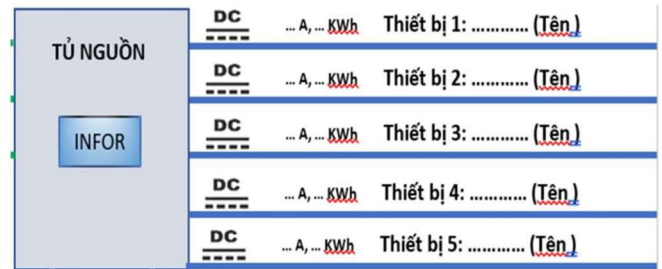 TỦ NGUỒN
INFOR
DC ... A, ... KWh Thiết bị 1: ............ (Tên )
DC ... A, ... KWh Thiết bị 2: ............ (Tên )
DC ... A, ... KWh Thiết bị 3: ............ (Tên )
DC ... A, ... KWh Thiết bị 4: ............ (Tên )
DC ... A, ... KWh Thiết bị 5: ............ (Tên )